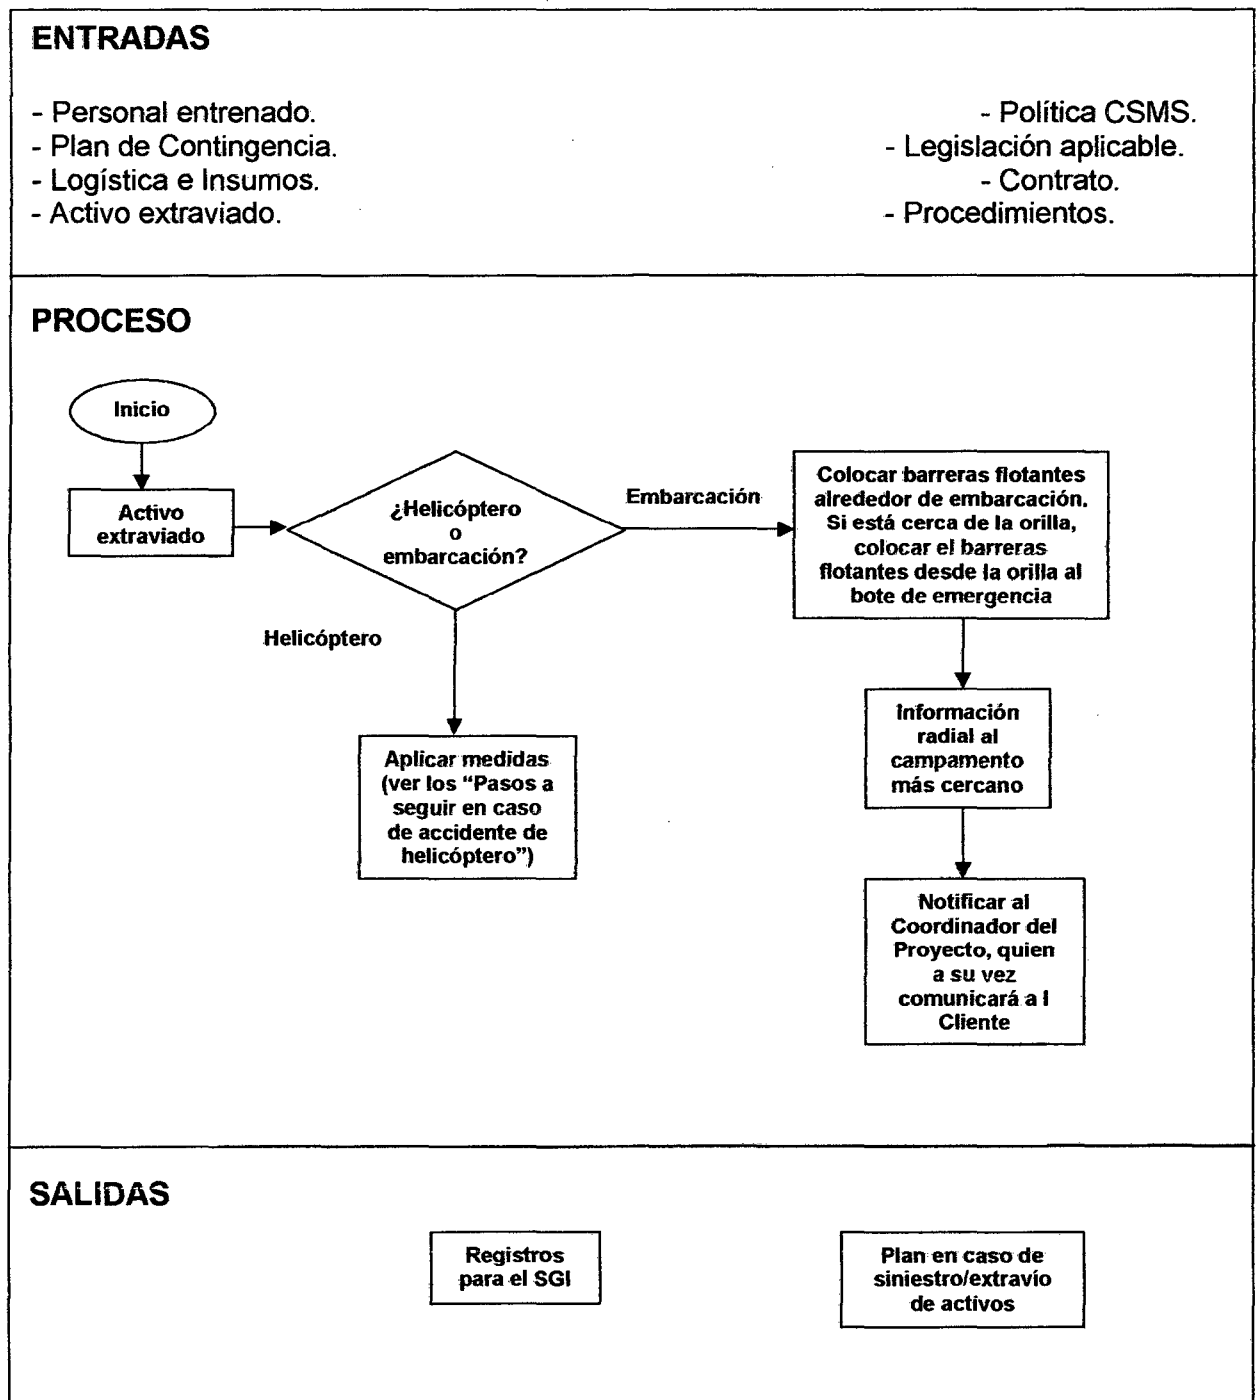 ENTRADAS
- Personal entrenado.
- Plan de Contingencia.
- Logística e Insumos.
- Activo extraviado.
- Política CSMS.
- Legislación aplicable.
- Contrato.
- Procedimientos.
PROCESO
Inicio
Activo
extraviado
¿Helicóptero
o
embarcación?
Embarcación
Helicóptero
Colocar barreras flotantes
alrededor de embarcación.
Si está cerca de la orilla,
colocar el barreras
flotantes desde la orilla al
bote de emergencia
Aplicar medidas
(ver los “Pasos a
seguir en caso
de accidente de
helicóptero”)
Información
radial al
campamento
más cercano
Notificar al
Coordinador del
Proyecto, quien
a su vez
comunicará a l
Cliente
SALIDAS
Registros
para el SGI
Plan en caso de
siniestro/extravío
de activos